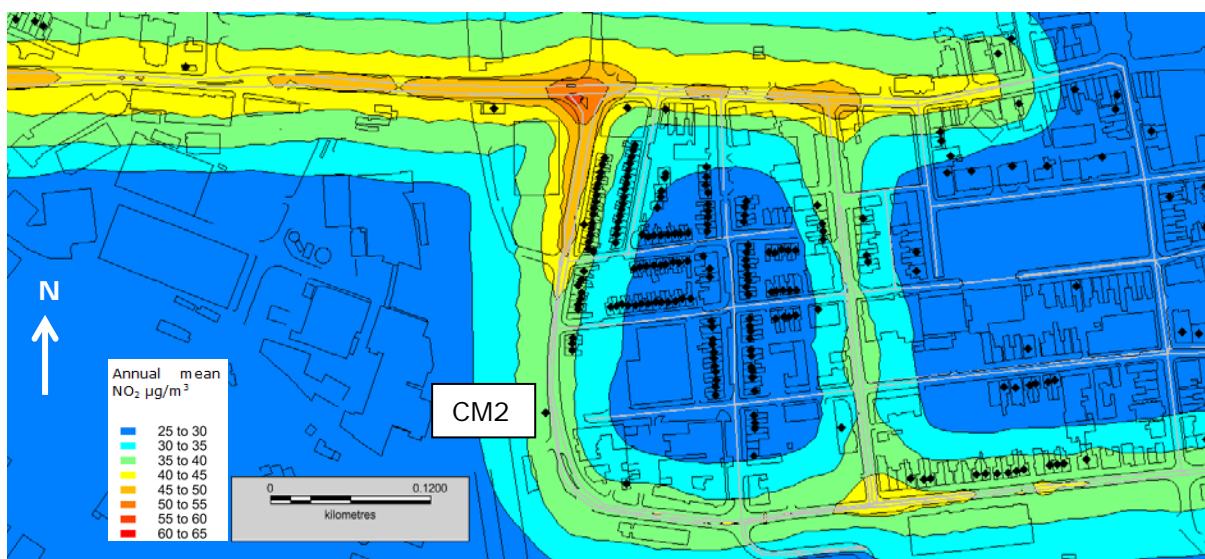 N
CM2
Annual mean
NO₂ µg/m³
25 to 30
30 to 35
35 to 40
40 to 45
45 to 50
50 to 55
55 to 60
60 to 65
0 0.1200
kilometres